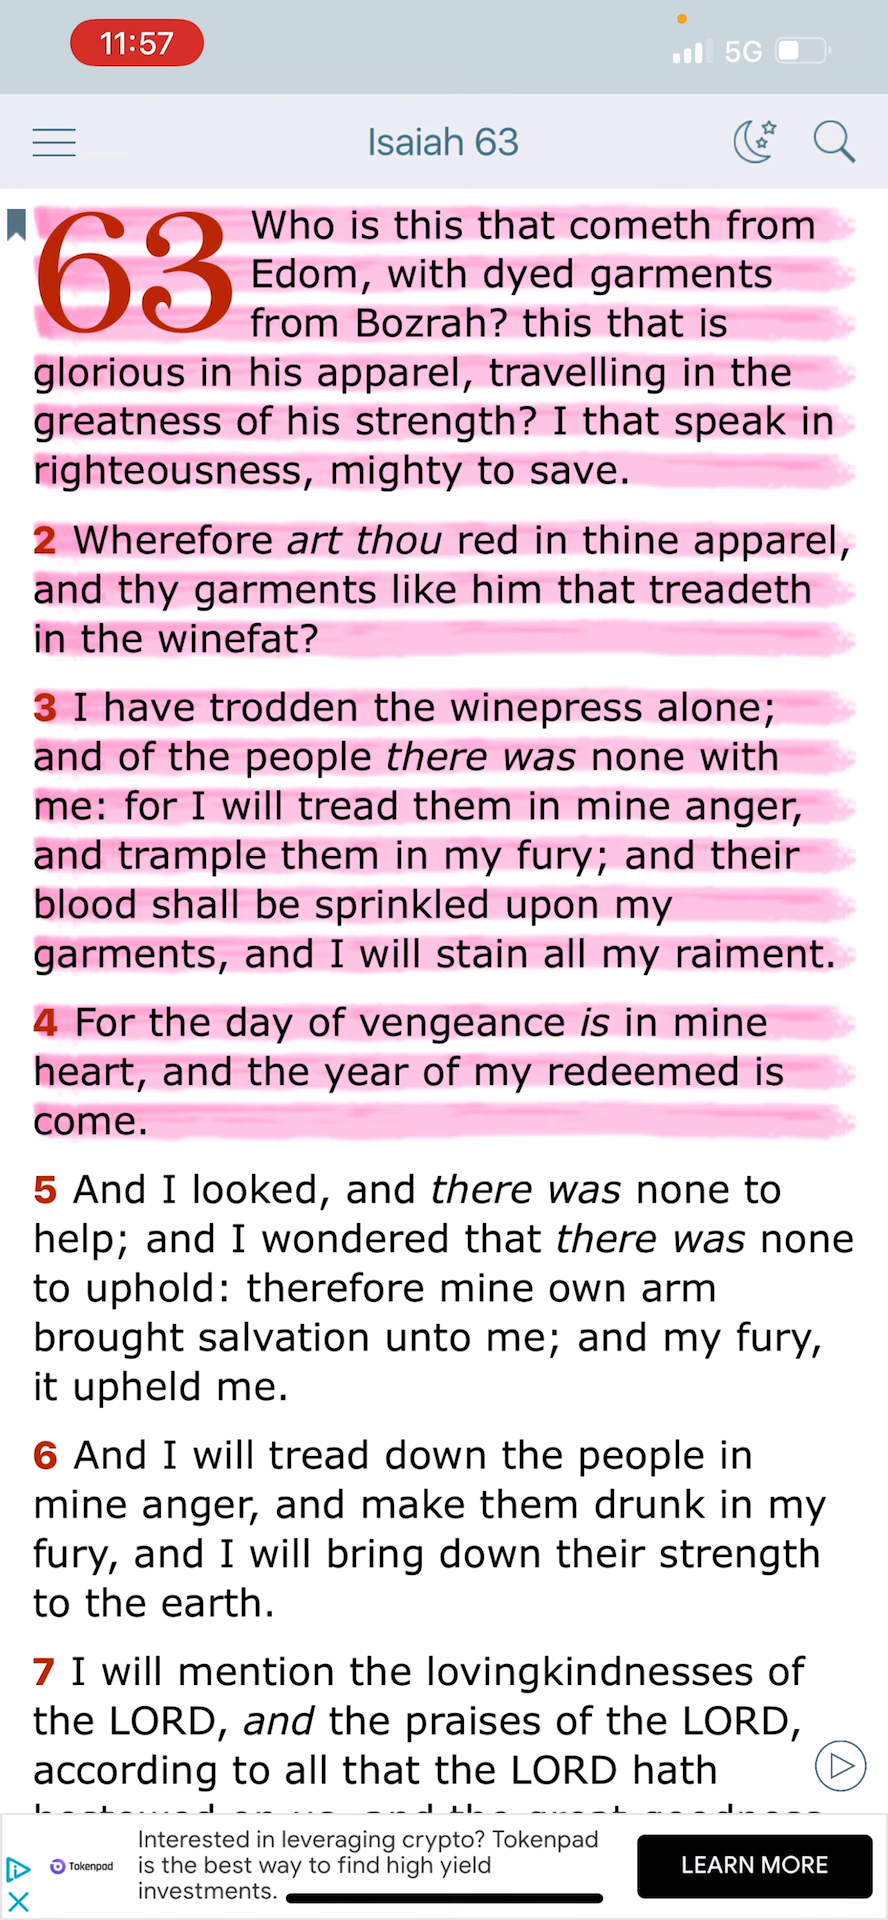 11:57
5G
Isaiah 63
63 Who is this that cometh from
Edom, with dyed garments
from Bozrah? this that is
glorious in his apparel, travelling in the
greatness of his strength? I that speak in
righteousness, mighty to save.
2 Wherefore art thou red in thine apparel,
and thy garments like him that treadeth
in the winefat?
3 I have trodden the winepress alone;
and of the people there was none with
me: for I will tread them in mine anger,
and trample them in my fury; and their
blood shall be sprinkled upon my
garments, and I will stain all my raiment.
4 For the day of vengeance is in mine
heart, and the year of my redeemed is
come.
5 And I looked, and there was none to
help; and I wondered that there was none
to uphold: therefore mine own arm
brought salvation unto me; and my fury,
it upheld me.
6 And I will tread down the people in
mine anger, and make them drunk in my
fury, and I will bring down their strength
to the earth.
7 I will mention the lovingkindnesses of
the LORD, and the praises of the LORD,
according to all that the LORD hath
Tokenpad
Interested in leveraging crypto? Tokenpad
is the best way to find high yield
investments.
LEARN MORE